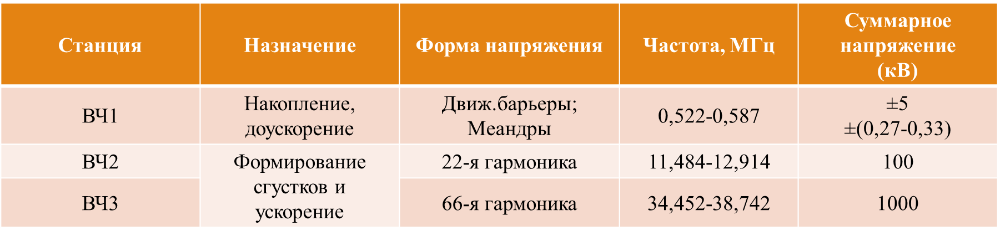 Станция
Назначение
Форма напряжения
Частота, МГц
Суммарное
напряжение
(кВ)
ВЧ1
Накопление,
доускорение
Движ.барьеры;
Меандры
0,522-0,587
±5
±(0,27-0,33)
ВЧ2
Формирование
сгустков и
ускорение
22-я гармоника
11,484-12,914
100
ВЧ3
66-я гармоника
34,452-38,742
1000